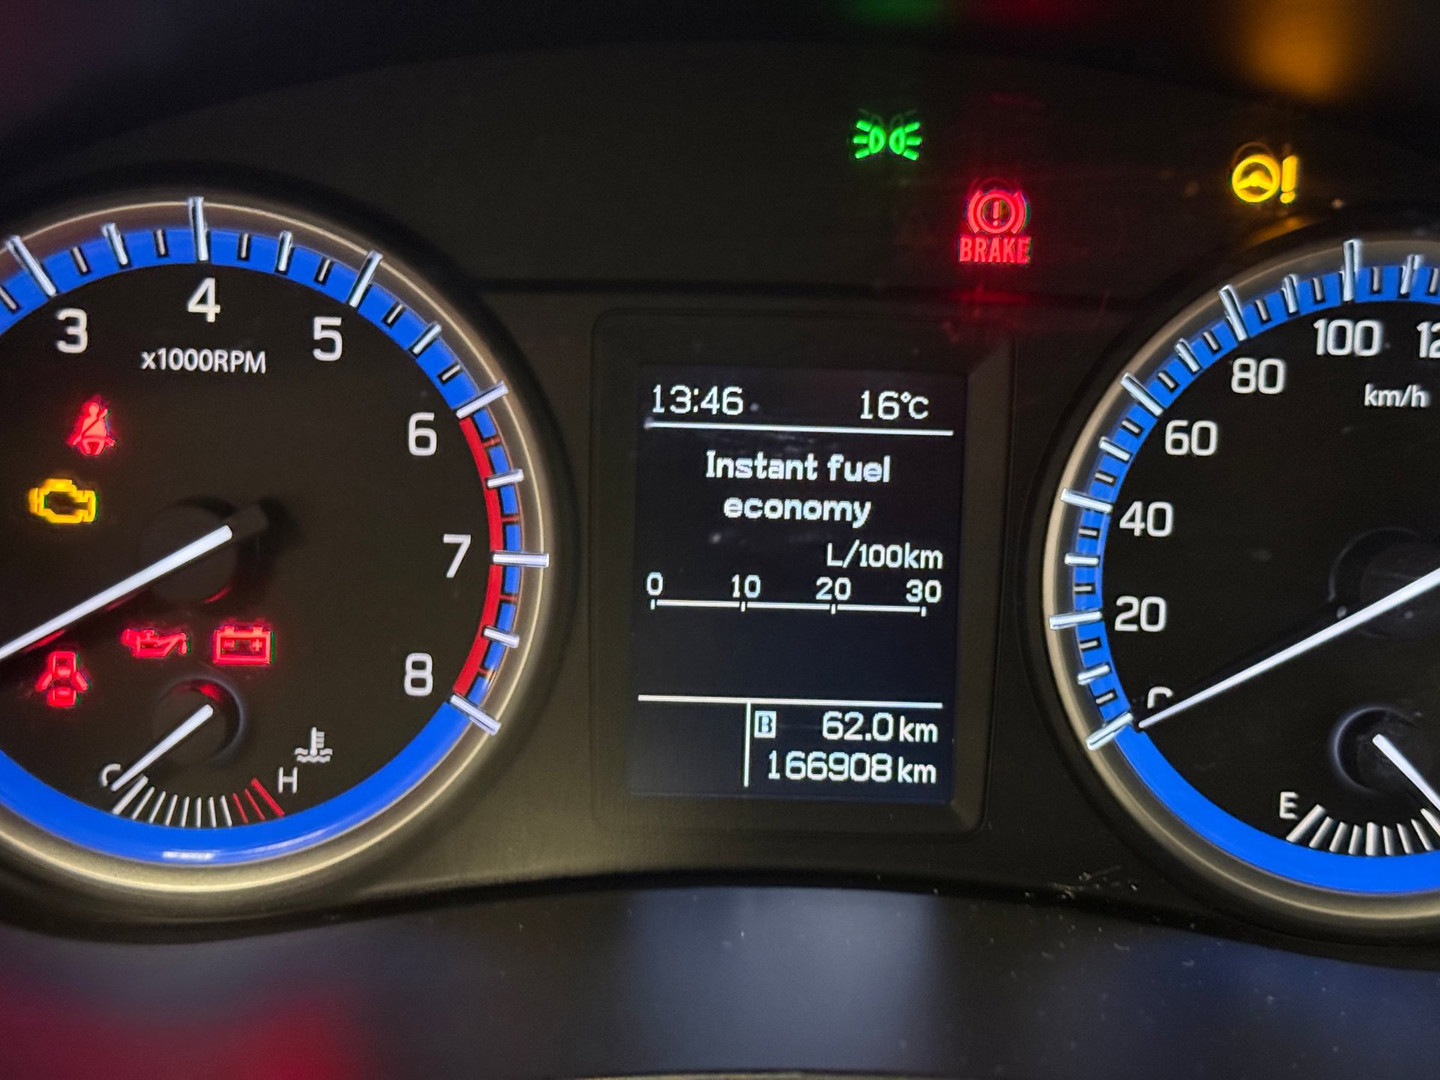 BRAKE
3
4
5
x1000RPM
6
7
8
C
H
13:46
16°C
Instant fuel
economy
L/100km
0 10 20 30
B 62.0 km
166908 km
100
80
km/h
60
40
20
E